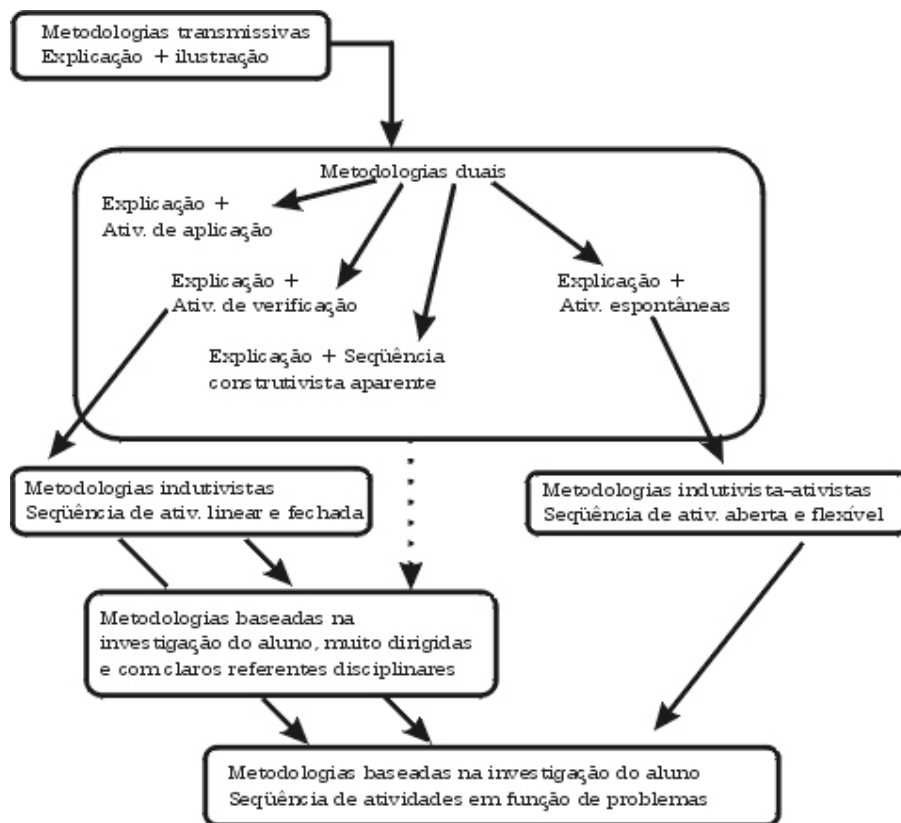 Metodologias transmissivas
Explicação + ilustração
Metodologias duais
Explicação +
Ativ. de aplicação
Explicação +
Ativ. de verificação
Explicação +
Ativ. espontâneas
Explicação + Seqüência
construtivista aparente
Metodologias indutivistas
Seqüência de ativ. linear e fechada
Metodologias indutivista-ativistas
Seqüência de ativ. aberta e flexível
Metodologias baseadas na
investigação do aluno, muito dirigidas
e com claros referentes disciplinares
Metodologias baseadas na investigação do aluno
Seqüência de atividades em função de problemas